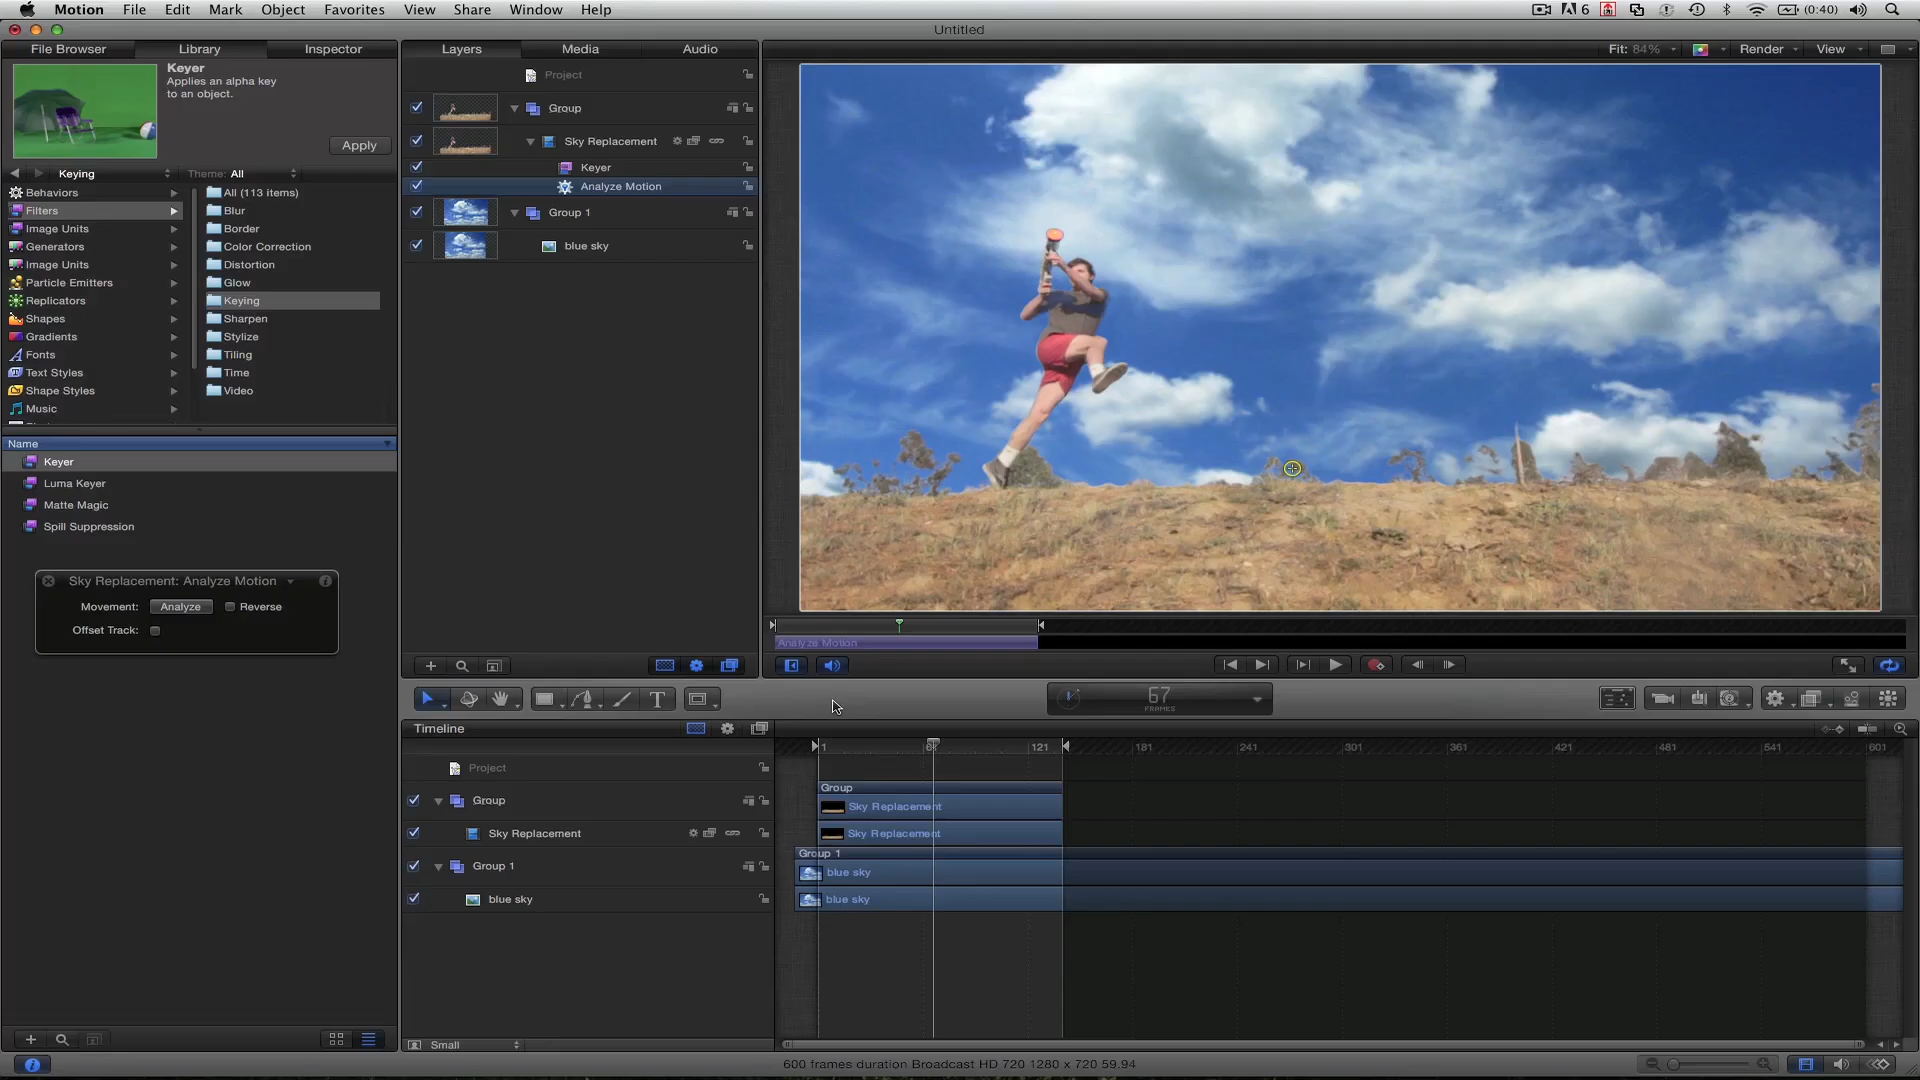 Motion File Edit Mark Object Favorites View Share Window Help 6 (0:40)
Untitled
File Browser Library Inspector Layers Media Audio Fit: 84% Render View
Keyer
Applies an alpha key
to an object.
Apply
Keying Theme: All
Behaviors
Filters
Image Units
Generators
Image Units
Particle Emitters
Replicators
Shapes
Gradients
Fonts
Text Styles
Shape Styles
Music
All (113 items)
Blur
Border
Color Correction
Distortion
Glow
Keying
Sharpen
Stylize
Tiling
Time
Video
Name
Keyer
Luma Keyer
Matte Magic
Spill Suppression
Sky Replacement: Analyze Motion
Movement: Analyze Reverse
Offset Track:
Project
Group
Sky Replacement
Keyer
Analyze Motion
Group 1
blue sky
Analyze Motion
67
FRAMES
Timeline
1 121 181 241 301 361 421 481 541 601
Project
Group
Sky Replacement
Group 1
blue sky
Group
Sky Replacement
Sky Replacement
Group 1
blue sky
blue sky
Small
600 frames duration Broadcast HD 720 1280 x 720 59.94